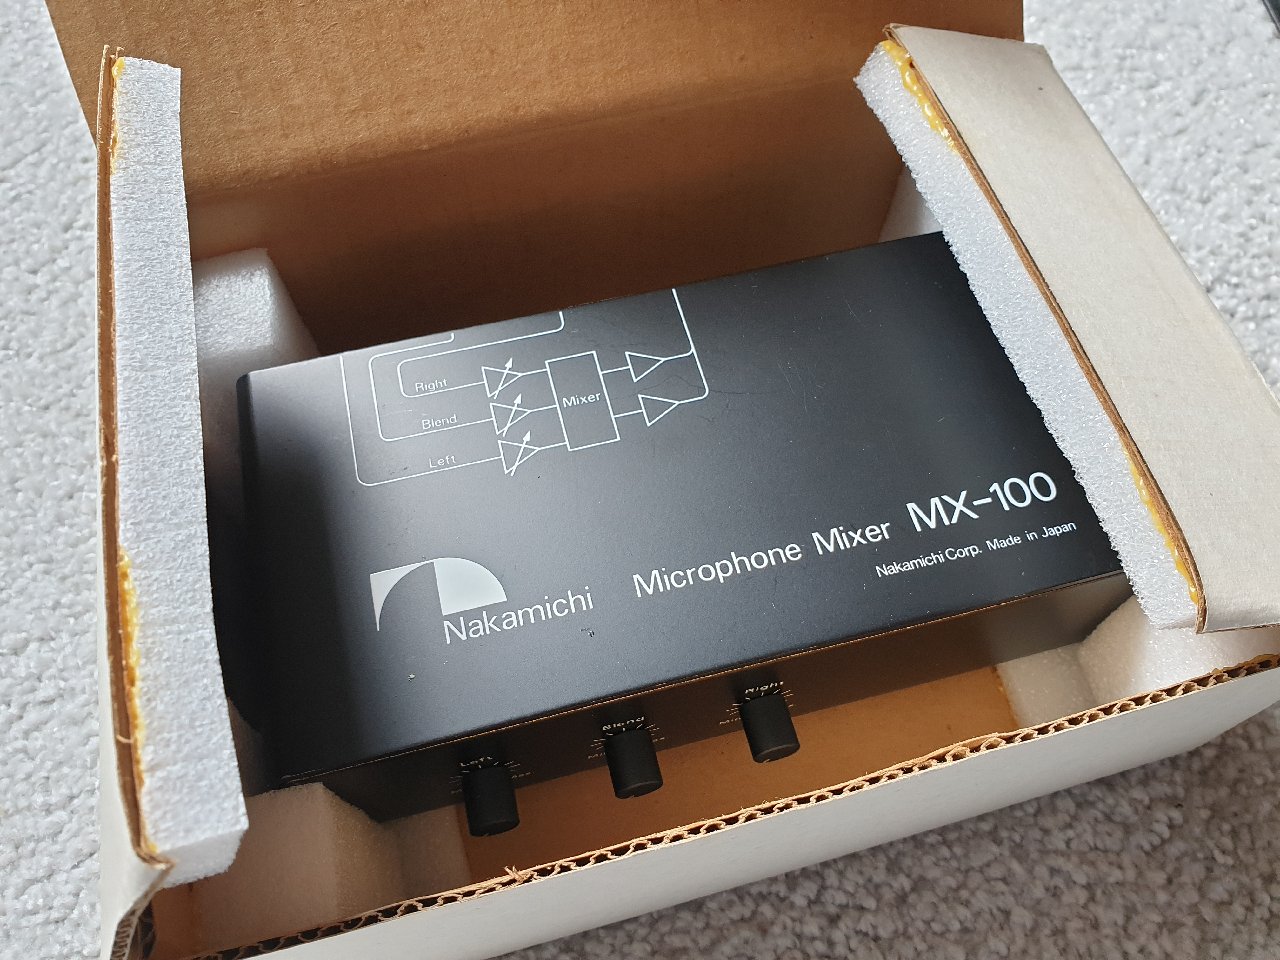 Right
Blend
Left
Mixer
Nakamichi
Microphone Mixer MX-100
Nakamichi Corp. Made in Japan
Left
Blend
Right